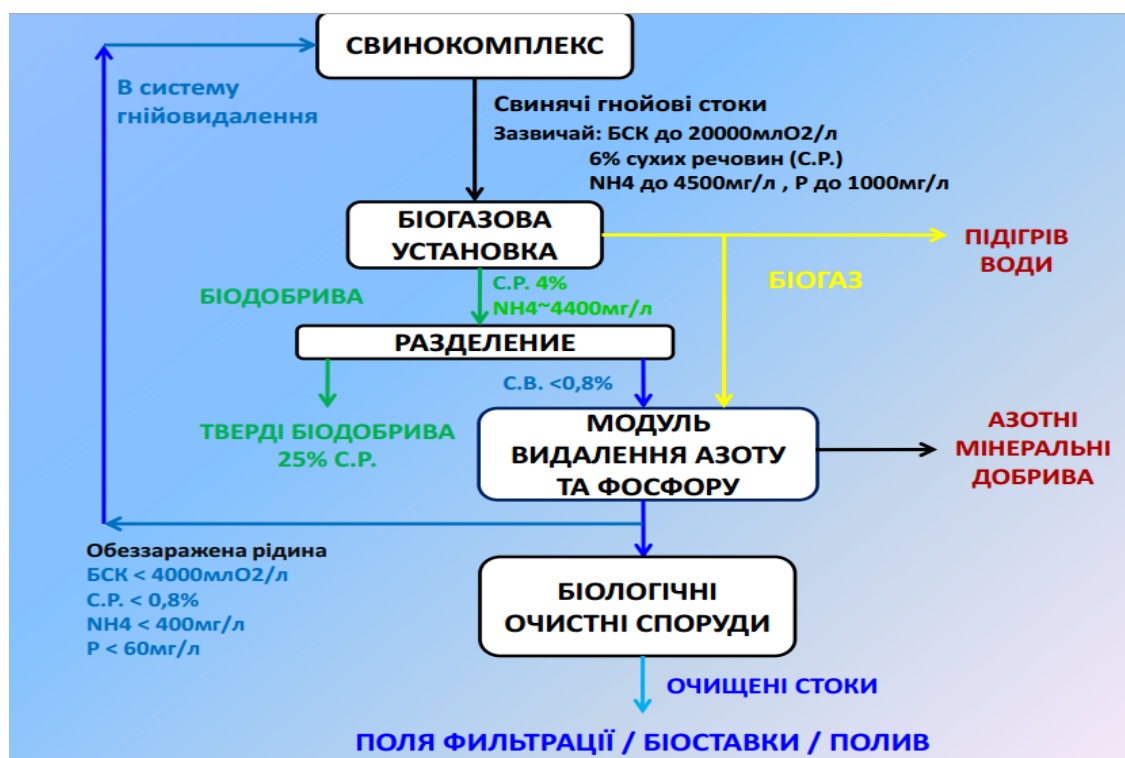 СВИНОКОМПЛЕКС
В систему
гнійовидалення
Свинячі гнойові стоки
Зазвичай: БСК до 20000млО2/л
6% сухих речовин (С.Р.)
NH4 до 4500мг/л , Р до 1000мг/л
БІОГАЗОВА
УСТАНОВКА
ПІДІГРІВ
ВОДИ
БІОГАЗ
БІОДОБРИВА
С.Р. 4%
NH4~4400мг/л
РАЗДЕЛЕНИЕ
С.В. <0,8%
ТВЕРДІ БІОДОБРИВА
25% С.Р.
МОДУЛЬ
ВИДАЛЕННЯ АЗОТУ
ТА ФОСФОРУ
АЗОТНІ
МІНЕРАЛЬНІ
ДОБРИВА
Обеззаражена рідина
БСК < 4000млО2/л
С.Р. < 0,8%
NH4 < 400мг/л
Р < 60мг/л
БІОЛОГІЧНІ
ОЧИСТНІ СПОРУДИ
ОЧИЩЕНІ СТОКИ
ПОЛЯ ФИЛЬТРАЦІЇ / БІОСТАВКИ / ПОЛИВ